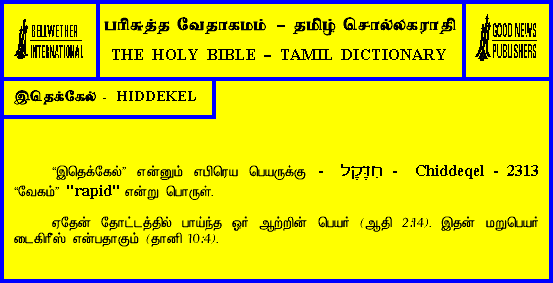 BELLWETHER
INTERNATIONAL
பரிசுத்த வேதாகமம் – தமிழ் சொல்லகராதி
THE HOLY BIBLE – TAMIL DICTIONARY
GOOD NEWS
PUBLISHERS
இதெக்கேல் - HIDDEKEL
“இதெக்கேல்” என்னும் எபிரெய பெயருக்கு - חִדֶּקֶל - Chiddeqel - 2313
“வேகம்” "rapid" என்று பொருள்.
ஏதேன் தோட்டத்தில் பாய்ந்த ஓர் ஆற்றின் பெயர் (ஆதி 2:14). இதன் மறுபெயர்
டைகிரீஸ் என்பதாகும் (தானி 10:4).